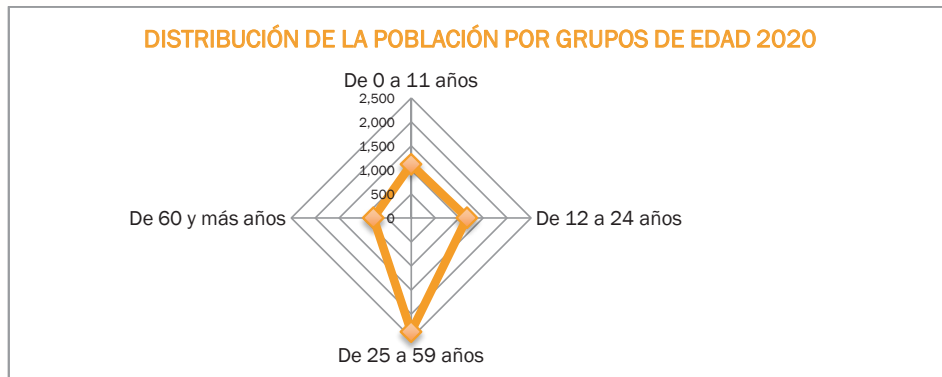 DISTRIBUCIÓN DE LA POBLACIÓN POR GRUPOS DE EDAD 2020
De 0 a 11 años
2,500
2,000
1,500
1,000
500
0
De 60 y más años
De 12 a 24 años
De 25 a 59 años